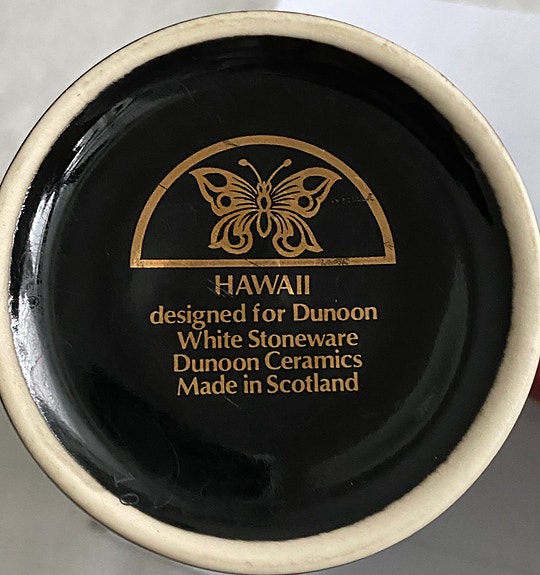 HAWAII
designed for Dunoon
White Stoneware
Dunoon Ceramics
Made in Scotland